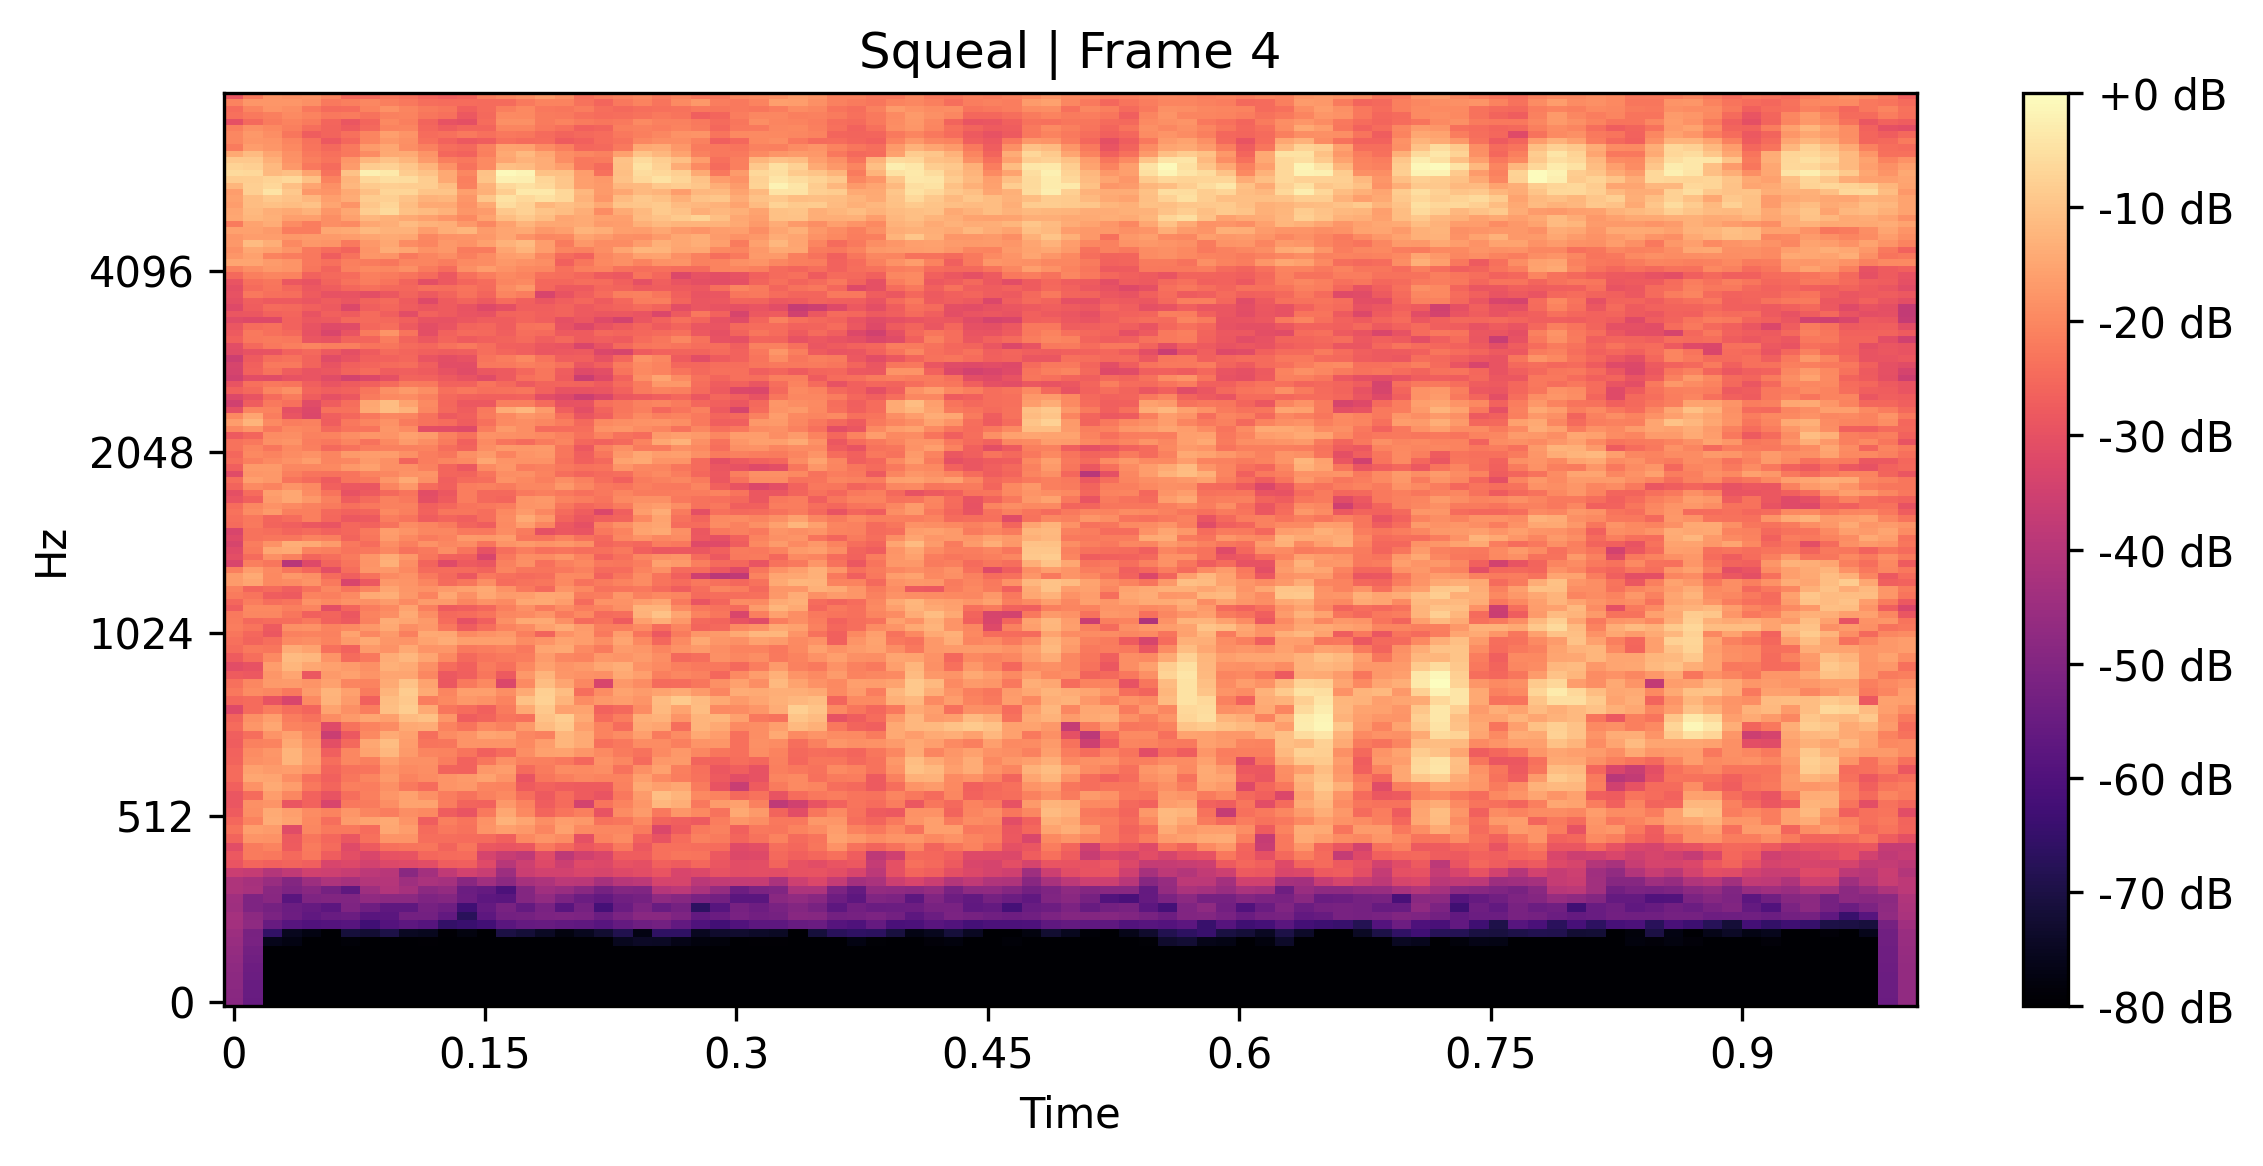 Squeal | Frame 4
+0 dB
-10 dB
-20 dB
-30 dB
-40 dB
-50 dB
-60 dB
-70 dB
-80 dB
Hz
4096
2048
1024
512
0
0 0.15 0.3 0.45 0.6 0.75 0.9
Time